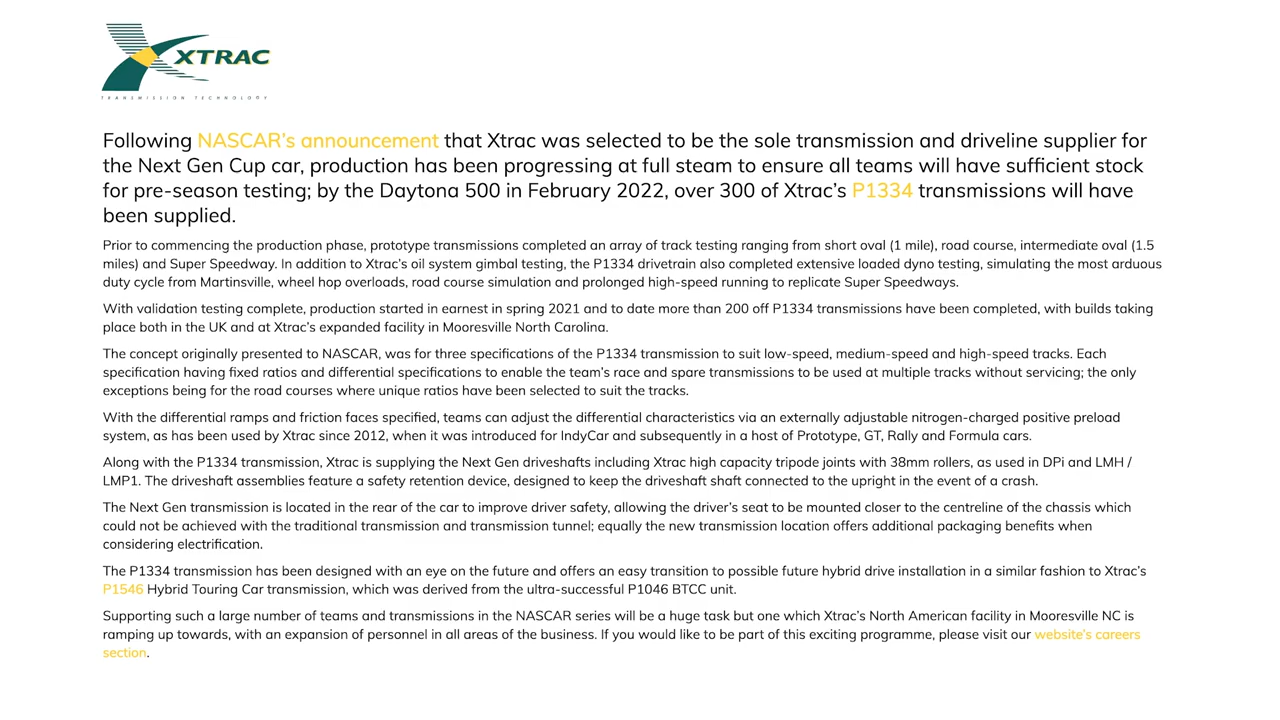 XTRAC
TRANSMISSION TECHNOLOGY
Following NASCAR's announcement that Xtrac was selected to be the sole transmission and driveline supplier for
the Next Gen Cup car, production has been progressing at full steam to ensure all teams will have sufficient stock
for pre-season testing; by the Daytona 500 in February 2022, over 300 of Xtrac's P1334 transmissions will have
been supplied.
Prior to commencing the production phase, prototype transmissions completed an array of track testing ranging from short oval (1 mile), road course, intermediate oval (1.5
miles) and Super Speedway. In addition to Xtrac's oil system gimbal testing, the P1334 drivetrain also completed extensive loaded dyno testing, simulating the most arduous
duty cycle from Martinsville, wheel hop overloads, road course simulation and prolonged high-speed running to replicate Super Speedways.
With validation testing complete, production started in earnest in spring 2021 and to date more than 200 off P1334 transmissions have been completed, with builds taking
place both in the UK and at Xtrac's expanded facility in Mooresville North Carolina.
The concept originally presented to NASCAR, was for three specifications of the P1334 transmission to suit low-speed, medium-speed and high-speed tracks. Each
specification having fixed ratios and differential specifications to enable the team's race and spare transmissions to be used at multiple tracks without servicing; the only
exceptions being for the road courses where unique ratios have been selected to suit the tracks.
With the differential ramps and friction faces specified, teams can adjust the differential characteristics via an externally adjustable nitrogen-charged positive preload
system, as has been used by Xtrac since 2012, when it was introduced for IndyCar and subsequently in a host of Prototype, GT, Rally and Formula cars.
Along with the P1334 transmission, Xtrac is supplying the Next Gen driveshafts including Xtrac high capacity tripode joints with 38mm rollers, as used in DPi and LMH /
LMP1. The driveshaft assemblies feature a safety retention device, designed to keep the driveshaft shaft connected to the upright in the event of a crash.
The Next Gen transmission is located in the rear of the car to improve driver safety, allowing the driver's seat to be mounted closer to the centreline of the chassis which
could not be achieved with the traditional transmission and transmission tunnel; equally the new transmission location offers additional packaging benefits when
considering electrification.
The P1334 transmission has been designed with an eye on the future and offers an easy transition to possible future hybrid drive installation in a similar fashion to Xtrac's
P1546 Hybrid Touring Car transmission, which was derived from the ultra-successful P1046 BTCC unit.
Supporting such a large number of teams and transmissions in the NASCAR series will be a huge task but one which Xtrac's North American facility in Mooresville NC is
ramping up towards, with an expansion of personnel in all areas of the business. If you would like to be part of this exciting programme, please visit our website's careers
section.